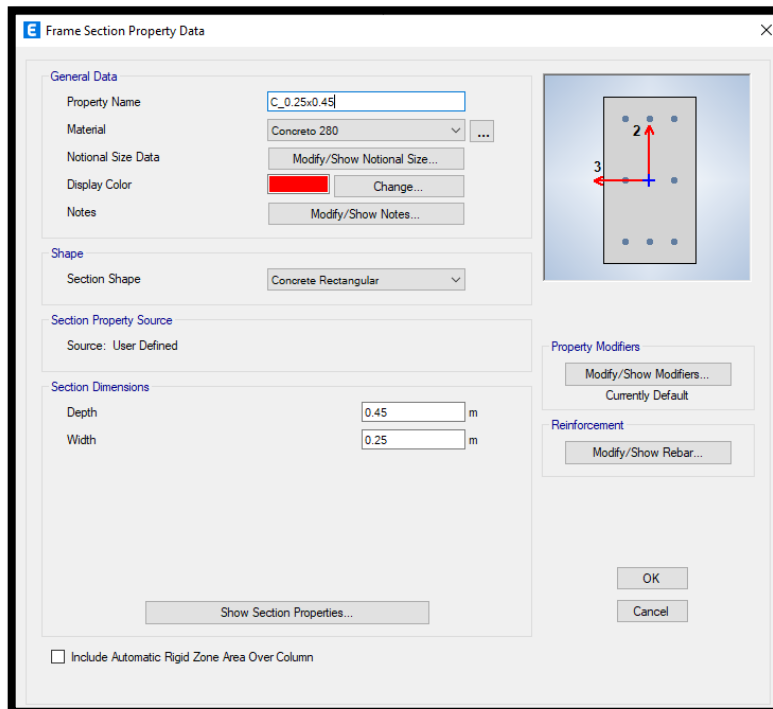 E Frame Section Property Data
General Data
Property Name C_0.25x0.45
Material Concreto 280 ...
Notional Size Data Modify/Show Notional Size...
Display Color Change...
Notes Modify/Show Notes...
2
3
Shape
Section Shape Concrete Rectangular
Section Property Source
Source: User Defined
Property Modifiers
Modify/Show Modifiers...
Currently Default
Section Dimensions
Depth 0.45 m
Width 0.25 m
Reinforcement
Modify/Show Rebar...
OK
Show Section Properties... Cancel
Include Automatic Rigid Zone Area Over Column